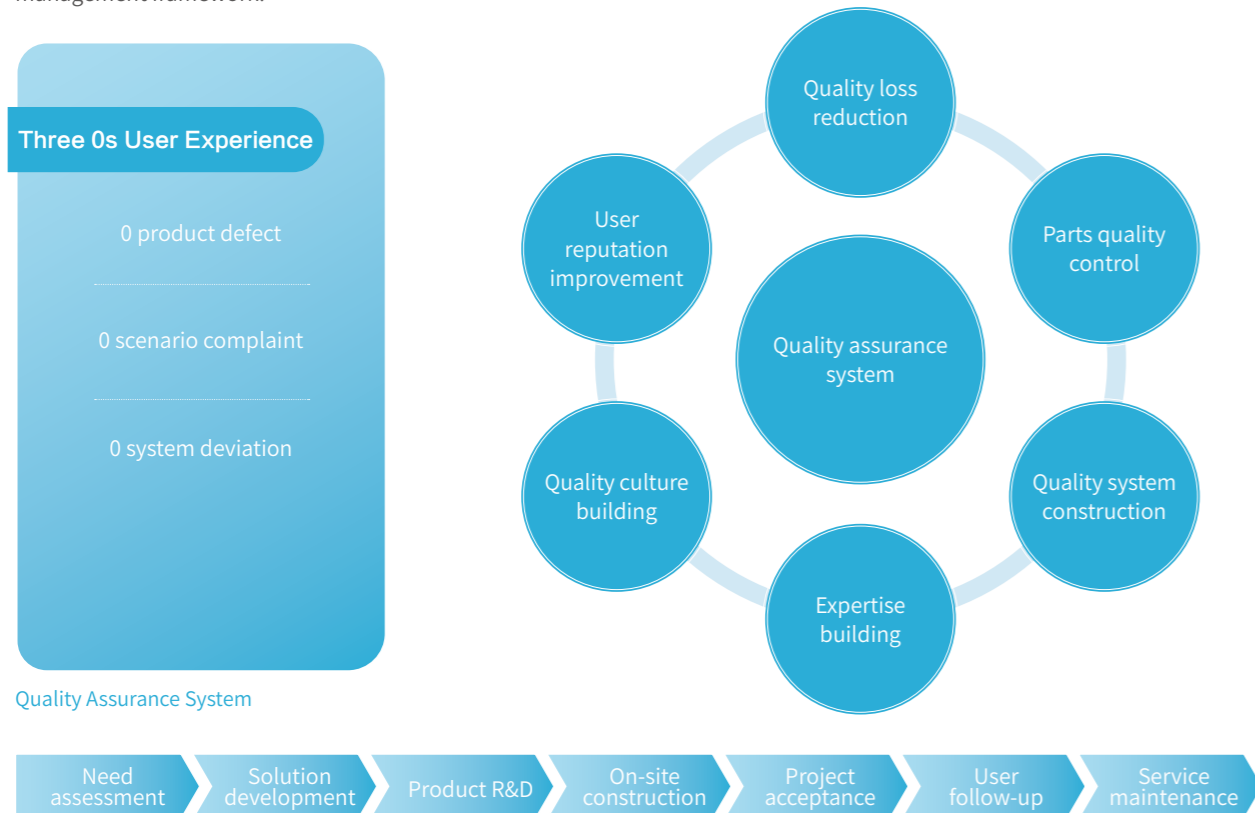 management framework.
Three 0s User Experience
0 product defect
0 scenario complaint
0 system deviation
Quality Assurance System
Quality loss
reduction
Parts quality
control
Quality system
construction
Expertise
building
Quality culture
building
User
reputation
improvement
Quality assurance
system
Need
assessment
Solution
development
Product R&D
On-site
construction
Project
acceptance
User
follow-up
Service
maintenance